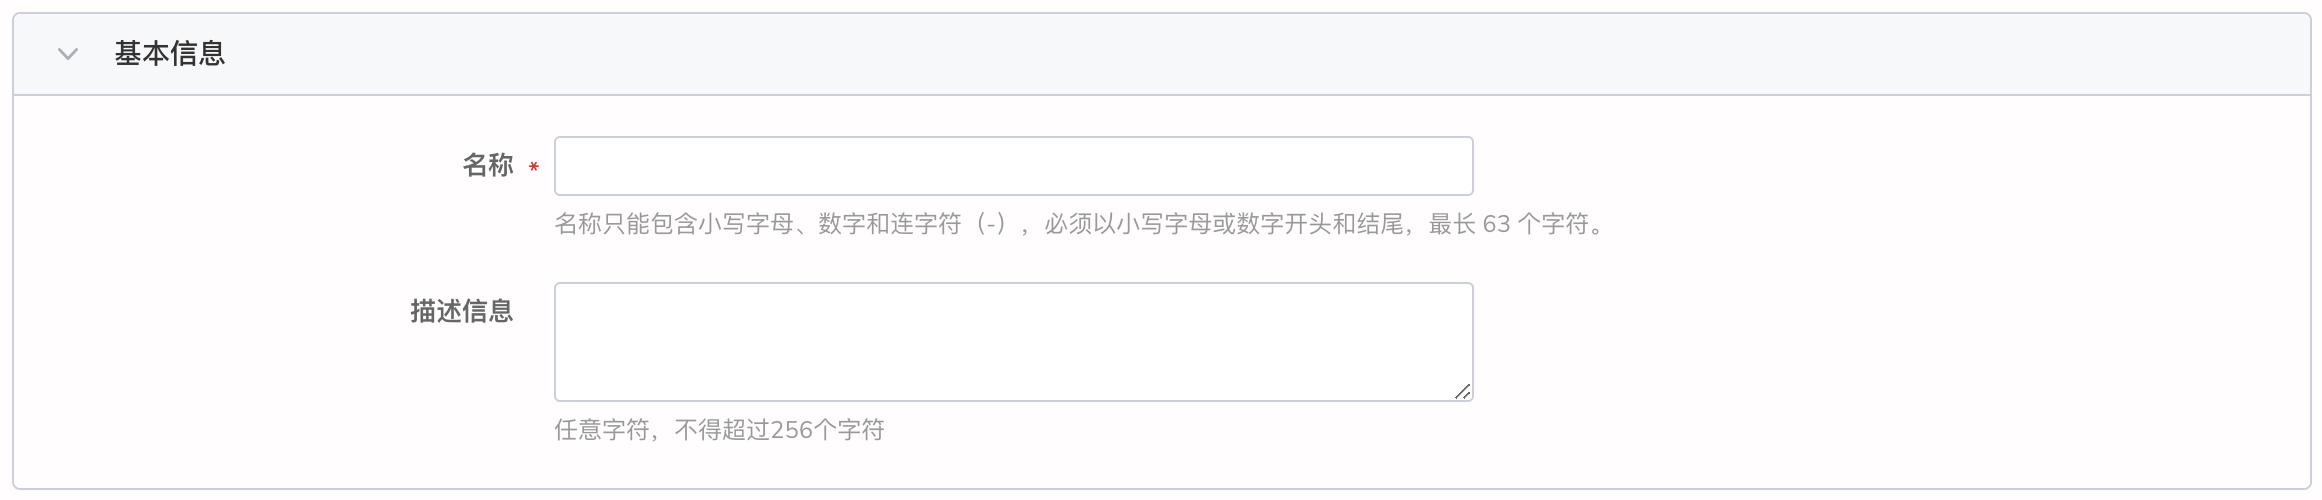 基本信息
名称 *
名称只能包含小写字母、数字和连字符（-），必须以小写字母或数字开头和结尾，最长 63 个字符。
描述信息
任意字符，不得超过256个字符